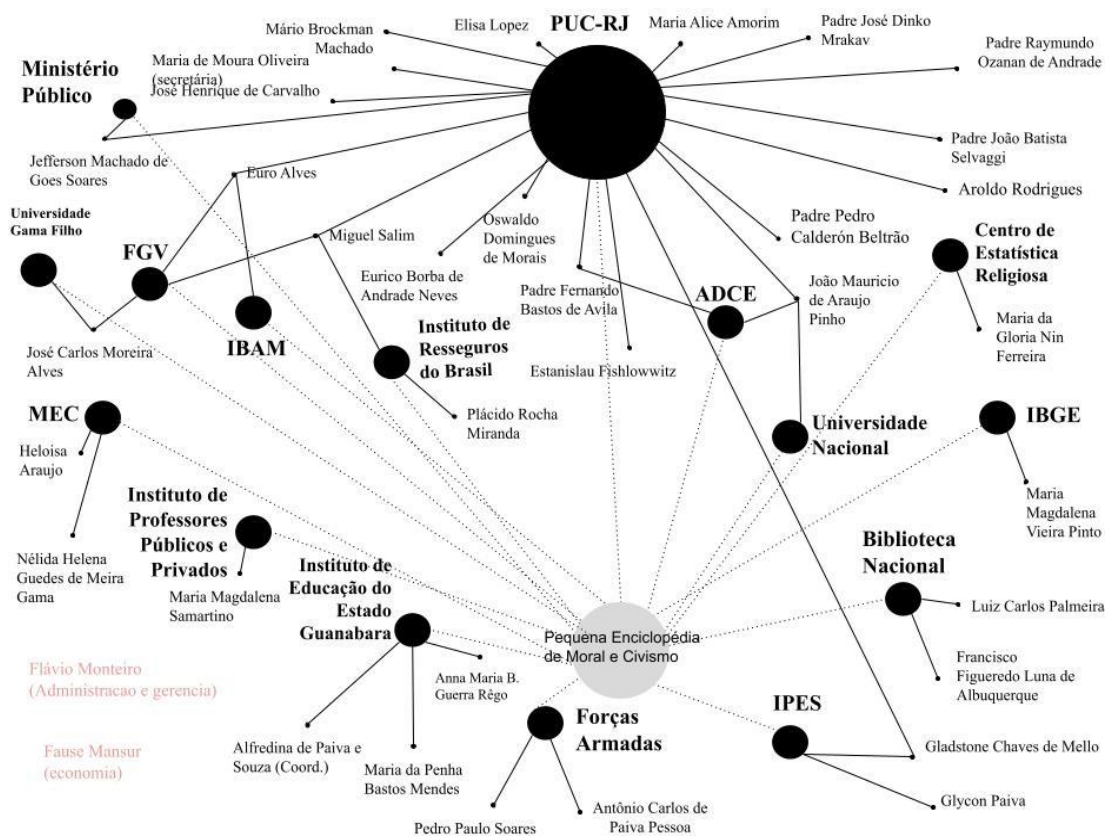 PUC-RJ
Elisa Lopez
Maria Alice Amorim
Padre José Dinko
Mrakav
Mário Brockman
Machado
Padre Raymundo
Ozanan de Andrade
Maria de Moura Oliveira
(secretária)
José Henrique de Carvalho
Ministério
Público
Jefferson Machado de
Goes Soares
Euro Alves
Padre João Batista
Selvaggi
Aroldo Rodrigues
Universidade
Gama Filho
FGV
Miguel Salim
Oswaldo
Domingues
de Morais
Padre Pedro
Calderón Beltrão
Centro de
Estatística
Religiosa
Eurico Borba de
Andrade Neves
Padre Fernando
Bastos de Avila
ADCE
João Mauricio
de Araujo
Pinho
José Carlos Moreira
Alves
IBAM
Instituto de
Resseguros
do Brasil
Maria da
Gloria Nin
Ferreira
Estanislau Fishlowwitz
Plácido Rocha
Miranda
MEC
Heloisa
Araujo
Universidade
Nacional
IBGE
Instituto de
Professores
Públicos e
Privados
Maria
Magdalena
Vieira Pinto
Nélida Helena
Guedes de Meira
Gama
Maria Magdalena
Samartino
Instituto de
Educação do
Estado
Guanabara
Biblioteca
Nacional
Luiz Carlos Palmeira
Pequena Enciclopédia
de Moral e Civismo
Francisco
Figueredo Luna de
Albuquerque
Flávio Monteiro
(Administracao e gerencia)
Anna Maria B.
Guerra Rêgo
Forças
Armadas
IPES
Fause Mansur
(economia)
Alfredina de Paiva e
Souza (Coord.)
Maria da Penha
Bastos Mendes
Gladstone Chaves de Mello
Glycon Paiva
Pedro Paulo Soares
Antônio Carlos de
Paiva Pessoa